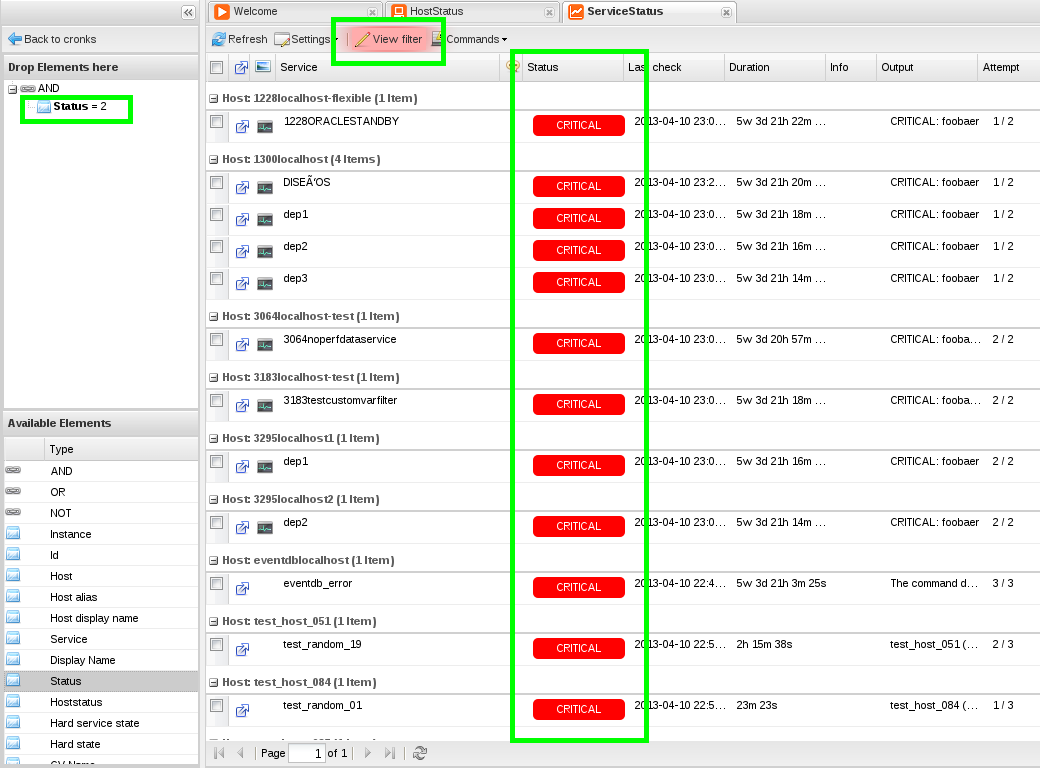 Welcome
HostStatus
ServiceStatus
Back to cronks
Refresh Settings View filter Commands
Drop Elements here
AND
Status = 2
Service Status Last check Duration Info Output Attempt
Host: 1228localhost-flexible (1 Item)
1228ORACLESTANDBY CRITICAL 2013-04-10 23:0... 5w 3d 21h 22m ... CRITICAL: foobaer 1 / 2
Host: 1300localhost (4 Items)
DISEÃ‘OS CRITICAL 2013-04-10 23:2... 5w 3d 21h 20m ... CRITICAL: foobaer 1 / 2
dep1 CRITICAL 2013-04-10 23:0... 5w 3d 21h 18m ... CRITICAL: foobaer 1 / 2
dep2 CRITICAL 2013-04-10 23:0... 5w 3d 21h 16m ... CRITICAL: foobaer 1 / 2
dep3 CRITICAL 2013-04-10 23:0... 5w 3d 21h 14m ... CRITICAL: foobaer 1 / 2
Host: 3064localhost-test (1 Item)
3064noperfdataservice CRITICAL 2013-04-10 23:0... 5w 3d 20h 57m ... CRITICAL: fooba... 2 / 2
Host: 3183localhost-test (1 Item)
3183testcustomvarfilter CRITICAL 2013-04-10 23:0... 5w 3d 21h 18m ... CRITICAL: fooba... 2 / 2
Host: 3295localhost1 (1 Item)
dep1 CRITICAL 2013-04-10 23:0... 5w 3d 21h 16m ... CRITICAL: foobaer 2 / 2
Host: 3295localhost2 (1 Item)
dep2 CRITICAL 2013-04-10 23:0... 5w 3d 21h 14m ... CRITICAL: foobaer 2 / 2
Host: eventdblocalhost (1 Item)
eventdb_error CRITICAL 2013-04-10 22:4... 5w 3d 21h 3m 25s The command d... 3 / 3
Host: test_host_051 (1 Item)
test_random_19 CRITICAL 2013-04-10 22:5... 2h 15m 38s test_host_051 (... 2 / 3
Host: test_host_084 (1 Item)
test_random_01 CRITICAL 2013-04-10 22:5... 23m 23s test_host_084 (... 1 / 3
Available Elements
Type
AND
OR
NOT
Instance
Id
Host
Host alias
Host display name
Service
Display Name
Status
Hoststatus
Hard service state
Hard state
Page 1 of 1